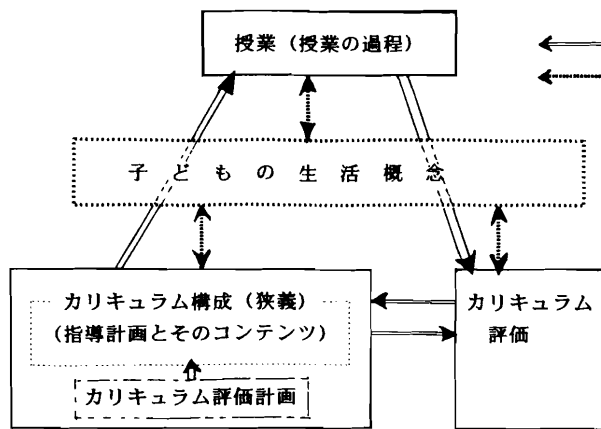 授業（授業の過程）
子どもの生活概念
カリキュラム構成（狭義）
（指導計画とそのコンテンツ）
カリキュラム評価計画
カリキュラム
評価